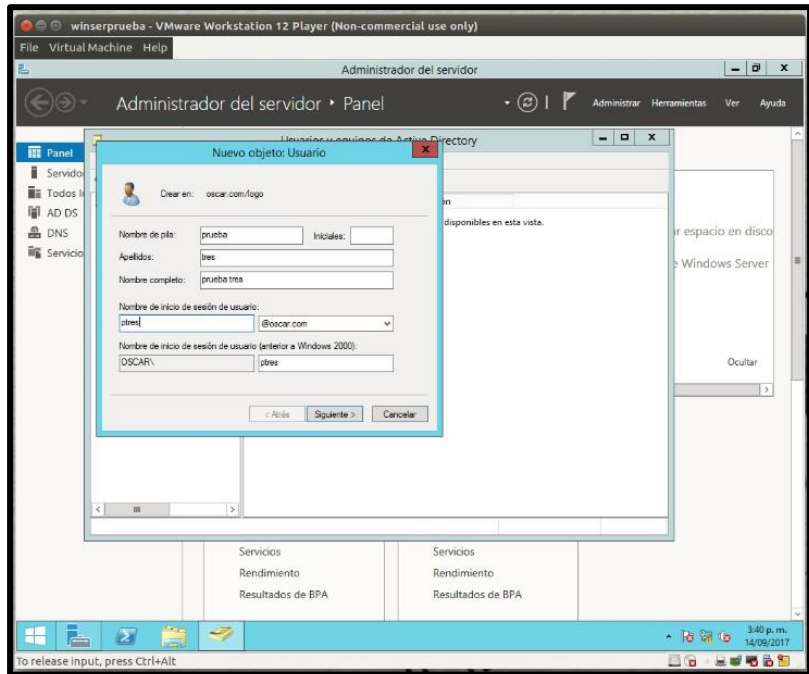 winserprueba - VMware Workstation 12 Player (Non-commercial use only)
File Virtual Machine Help
Administrador del servidor
Administrador del servidor Panel
Administrar Herramientas Ver Ayuda
Usuarios y equipos de Active Directory
Panel
Servido
Todos l
AD DS
DNS
Servicio
Nuevo objeto: Usuario
Crear en: oscar.com/logo
Nombre de pila: prueba Iniciales:
Apellidos: tres
Nombre completo: prueba tres
Nombre de inicio de sesión de usuario:
ptres @oscar.com
Nombre de inicio de sesión de usuario (anterior a Windows 2000):
OSCAR\ ptres
< Atrás Siguiente > Cancelar
disponibles en esta vista.
ar espacio en disco
e Windows Server
Ocultar
Servicios Servicios
Rendimiento Rendimiento
Resultados de BPA Resultados de BPA
3:40 p. m.
14/09/2017
To release input, press Ctrl+Alt